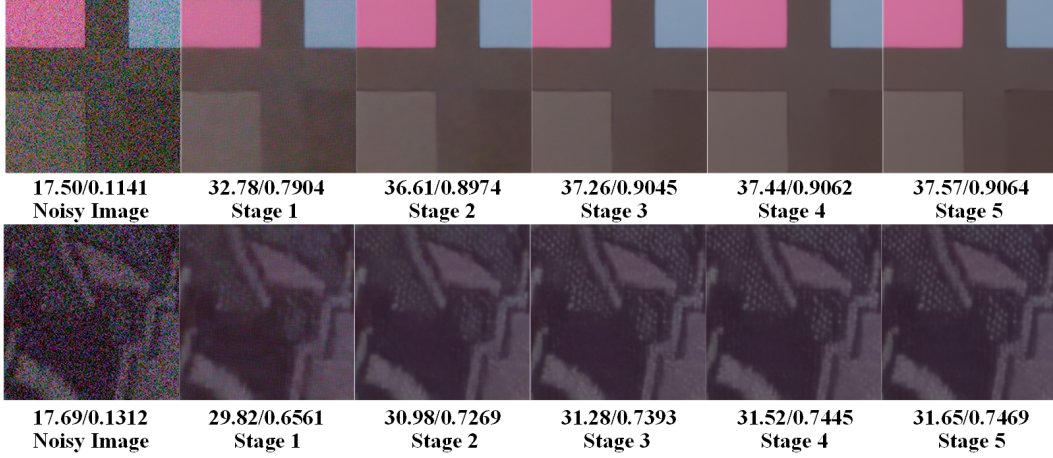 17.50/0.1141 32.78/0.7904 36.61/0.8974 37.26/0.9045 37.44/0.9062 37.57/0.9064
Noisy Image Stage 1 Stage 2 Stage 3 Stage 4 Stage 5
17.69/0.1312 29.82/0.6561 30.98/0.7269 31.28/0.7393 31.52/0.7445 31.65/0.7469
Noisy Image Stage 1 Stage 2 Stage 3 Stage 4 Stage 5